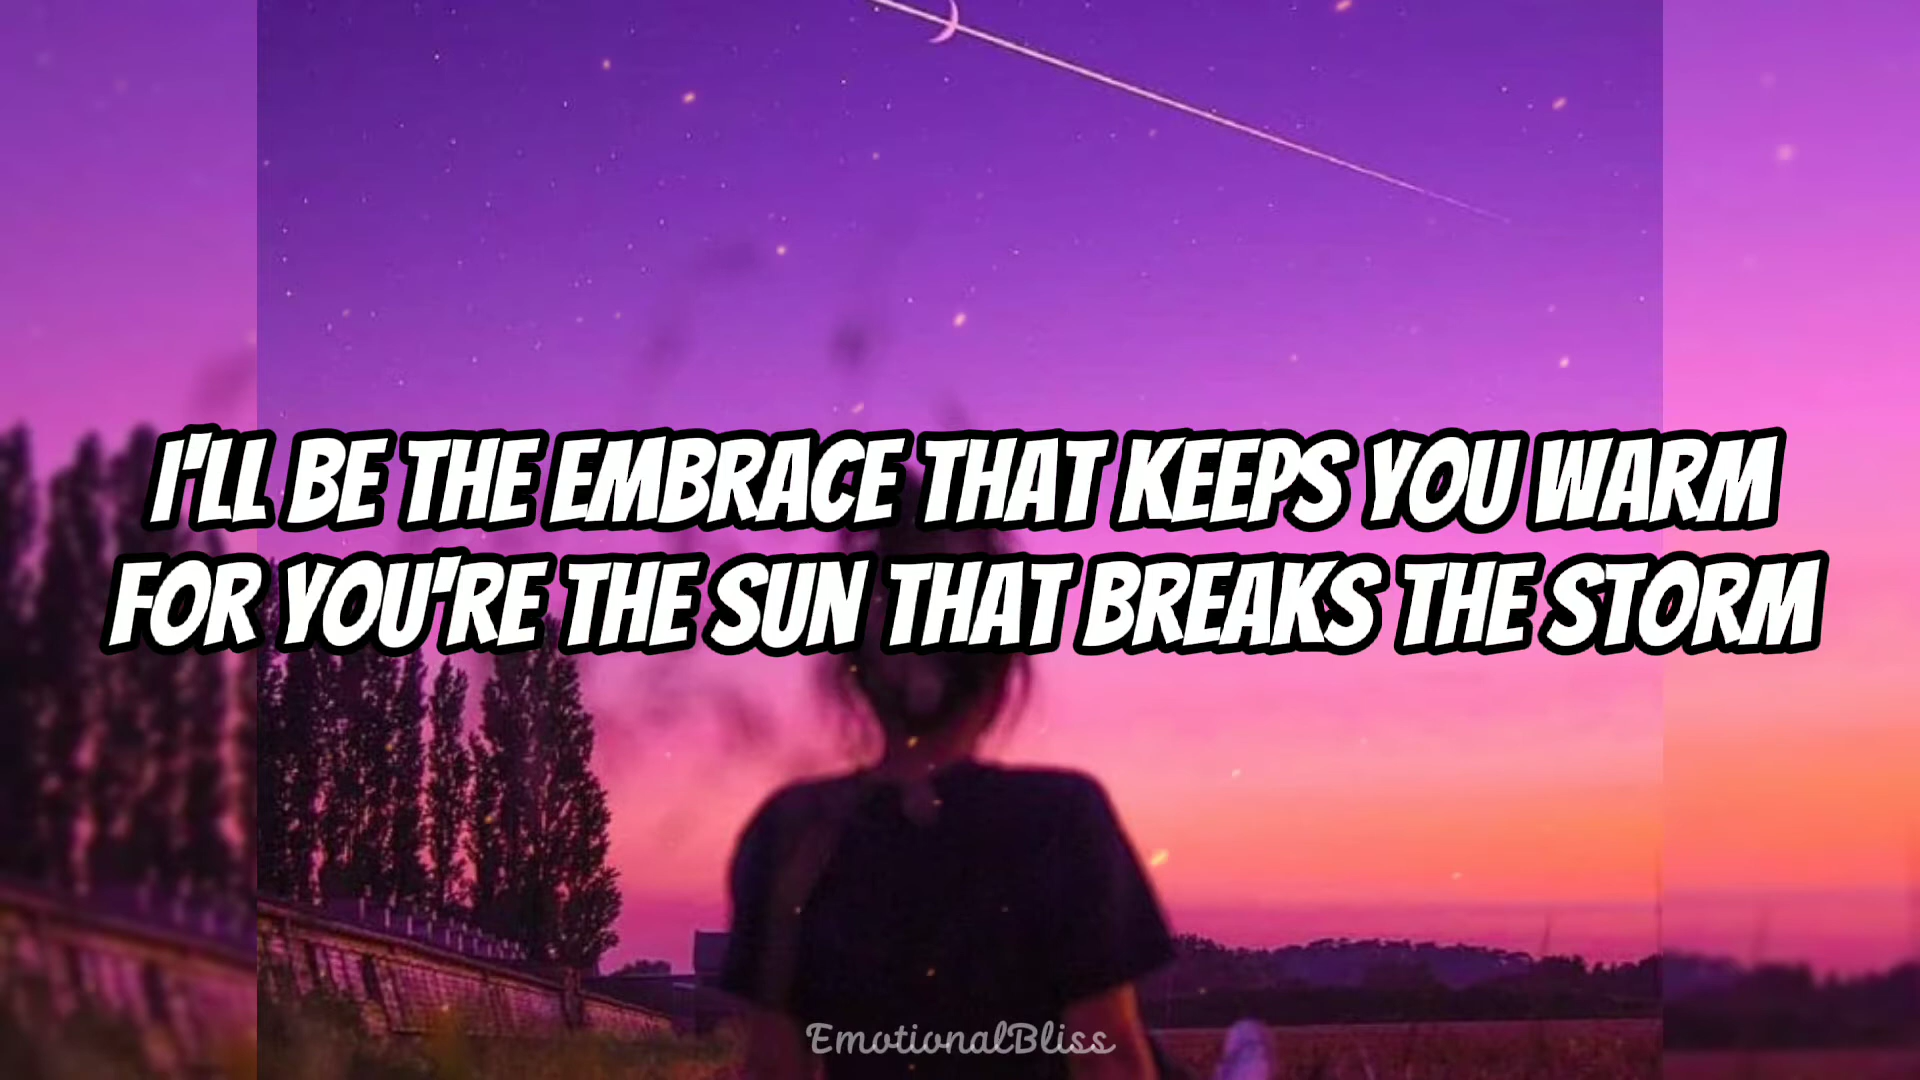 I'LL BE THE EMBRACE THAT KEEPS YOU WARM
FOR YOU'RE THE SUN THAT BREAKS THE STORM
EmotionalBliss